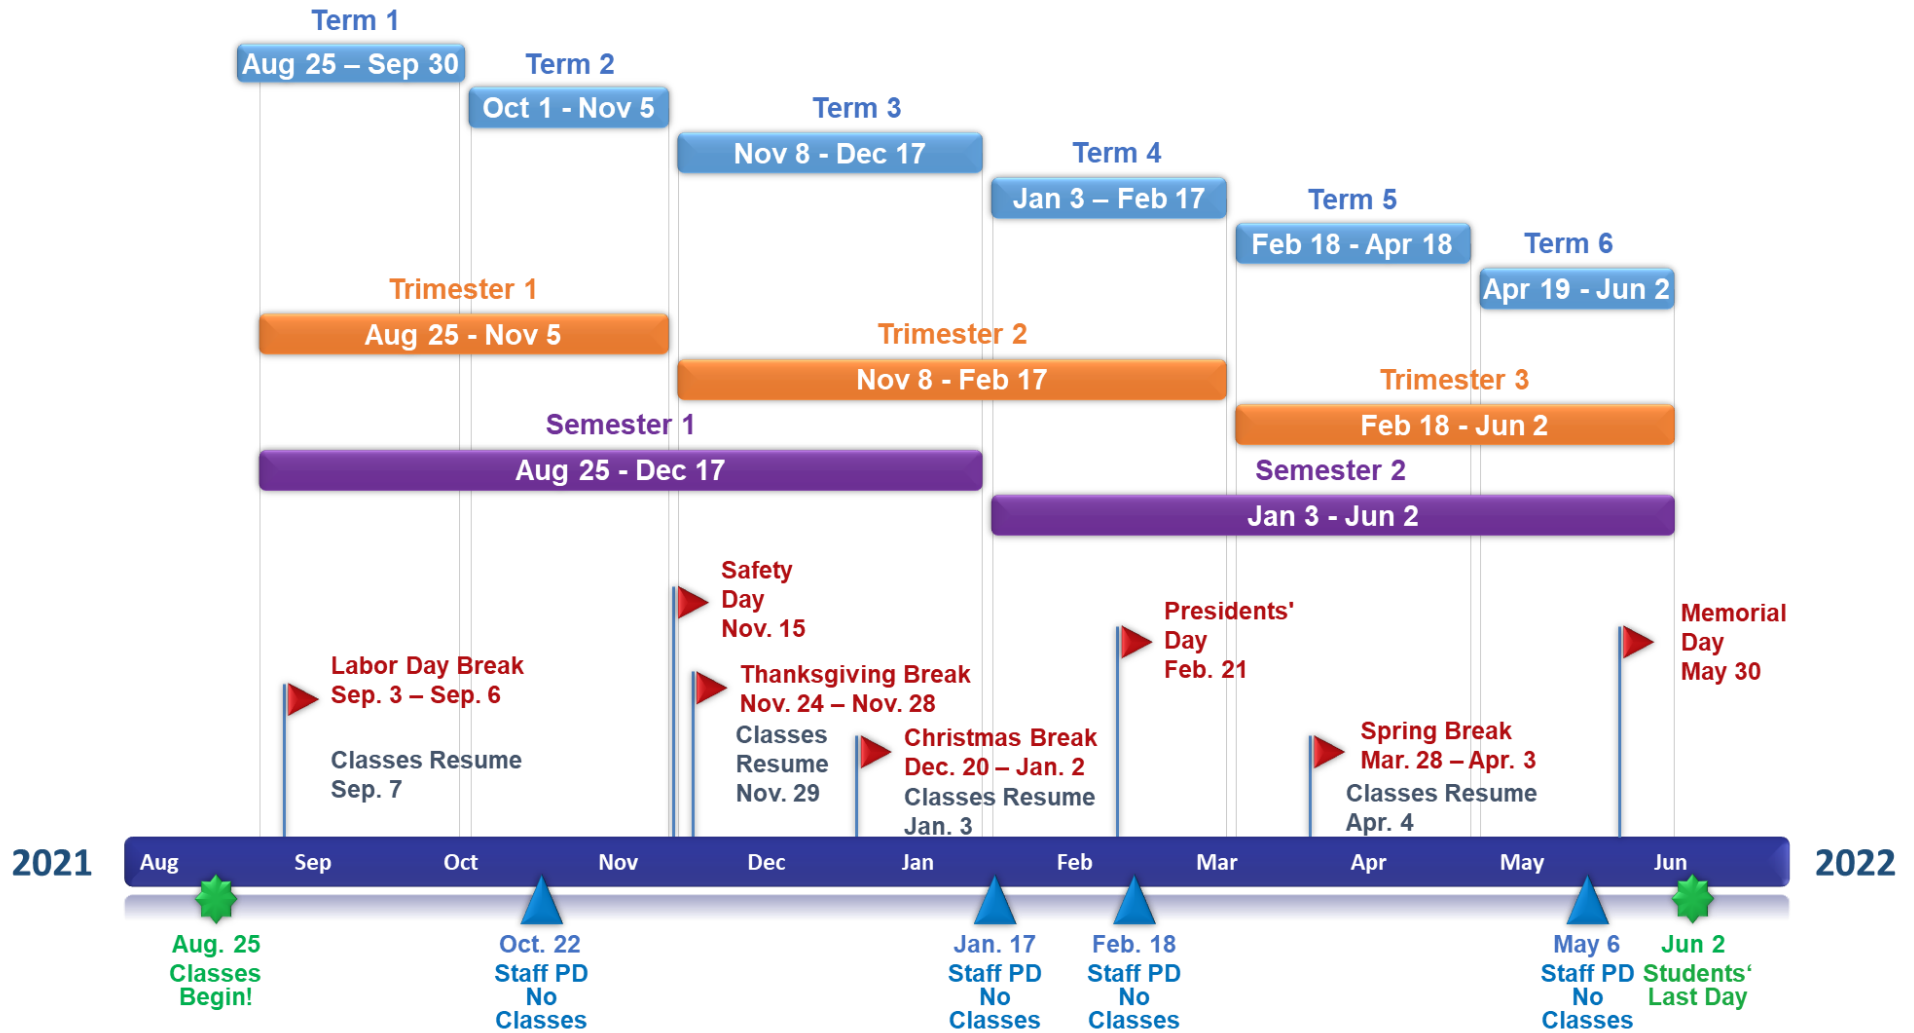 Term 1
Aug 25 – Sep 30
Term 2
Oct 1 - Nov 5
Term 3
Nov 8 - Dec 17
Term 4
Jan 3 – Feb 17
Term 5
Feb 18 - Apr 18
Term 6
Apr 19 - Jun 2
Trimester 1
Aug 25 - Nov 5
Trimester 2
Nov 8 - Feb 17
Trimester 3
Feb 18 - Jun 2
Semester 1
Aug 25 - Dec 17
Semester 2
Jan 3 - Jun 2
Safety
Day
Nov. 15
Presidents'
Day
Feb. 21
Memorial
Day
May 30
Labor Day Break
Sep. 3 – Sep. 6
Classes Resume
Sep. 7
Thanksgiving Break
Nov. 24 – Nov. 28
Classes
Resume
Nov. 29
Christmas Break
Dec. 20 – Jan. 2
Classes Resume
Jan. 3
Spring Break
Mar. 28 – Apr. 3
Classes Resume
Apr. 4
2021
Aug Sep Oct Nov Dec Jan Feb Mar Apr May Jun
2022
Aug. 25
Classes
Begin!
Oct. 22
Staff PD
No
Classes
Jan. 17
Staff PD
No
Classes
Feb. 18
Staff PD
No
Classes
May 6
Staff PD
No
Classes
Jun 2
Students‘
Last Day